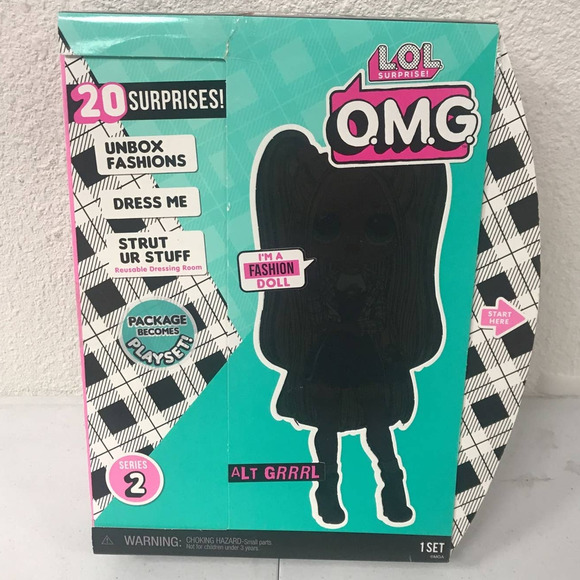 L.O.L
SURPRISE!
O.M.G.
20 SURPRISES!
UNBOX
FASHIONS
DRESS ME
STRUT
UR STUFF
Reusable Dressing Room
PACKAGE
BECOMES
PLAYSET!
I'M A
FASHION
DOLL
START
HERE
SERIES
2
ALT GRRRL
WARNING: CHOKING HAZARD-Small parts
Not for children under 3 years
1 SET
©MGA